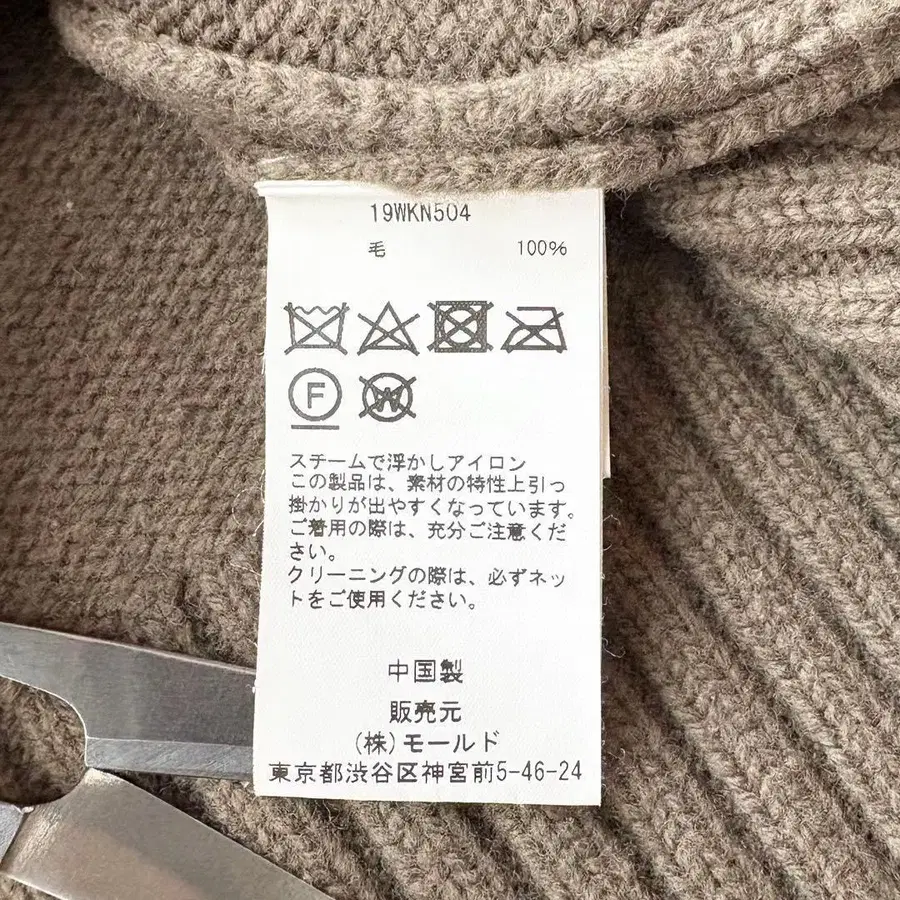 19WKN504
毛 100%
F W
スチームで浮かしアイロン
この製品は、素材の特性上引っ
掛かりが出やすくなっています。
ご着用の際は、充分ご注意くだ
さい。
クリーニングの際は、必ずネッ
トをご使用ください。
中国製
販売元
(株)モールド
東京都渋谷区神宮前5-46-24